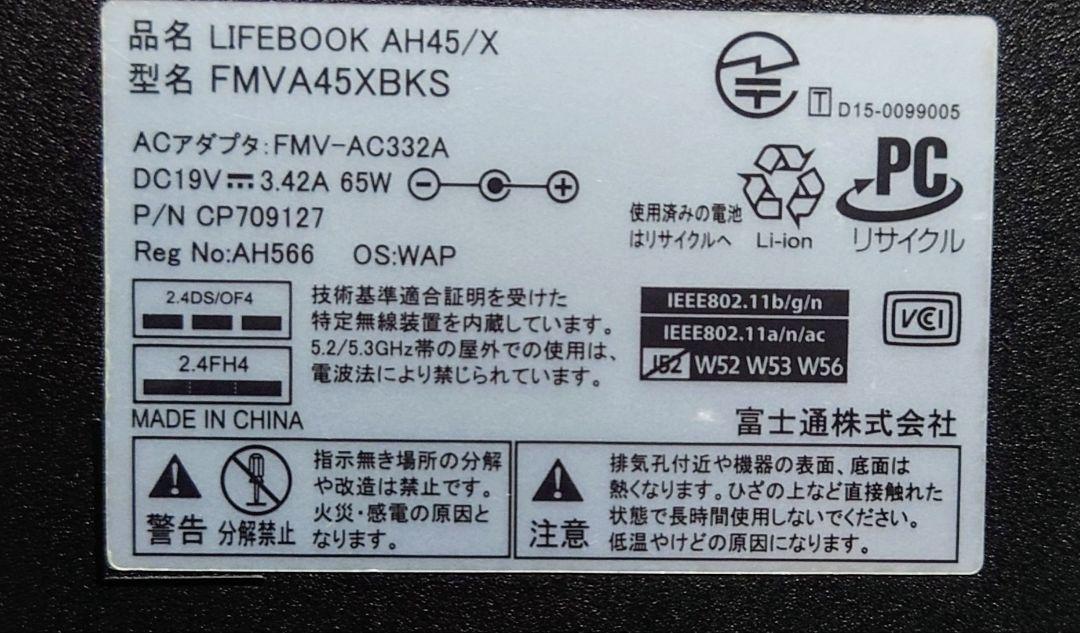 品名 LIFEBOOK AH45/X
型名 FMVA45XBKS
T D15-0099005
ACアダプタ:FMV-AC332A
DC19V 3.42A 65W
P/N CP709127
Reg No:AH566 OS:WAP
使用済みの電池
はリサイクルへ
Li-ion
PC
リサイクル
2.4DS/OF4
2.4FH4
技術基準適合証明を受けた
特定無線装置を内蔵しています。
5.2/5.3GHz帯の屋外での使用は、
電波法により禁じられています。
IEEE802.11b/g/n
IEEE802.11a/n/ac
J52 W52 W53 W56
VCI
MADE IN CHINA
富士通株式会社
警告
分解禁止
指示無き場所の分解
や改造は禁止です。
火災・感電の原因と
なります。
注意
排気孔付近や機器の表面、底面は
熱くなります。ひざの上など直接触れた
状態で長時間使用しないでください。
低温やけどの原因になります。